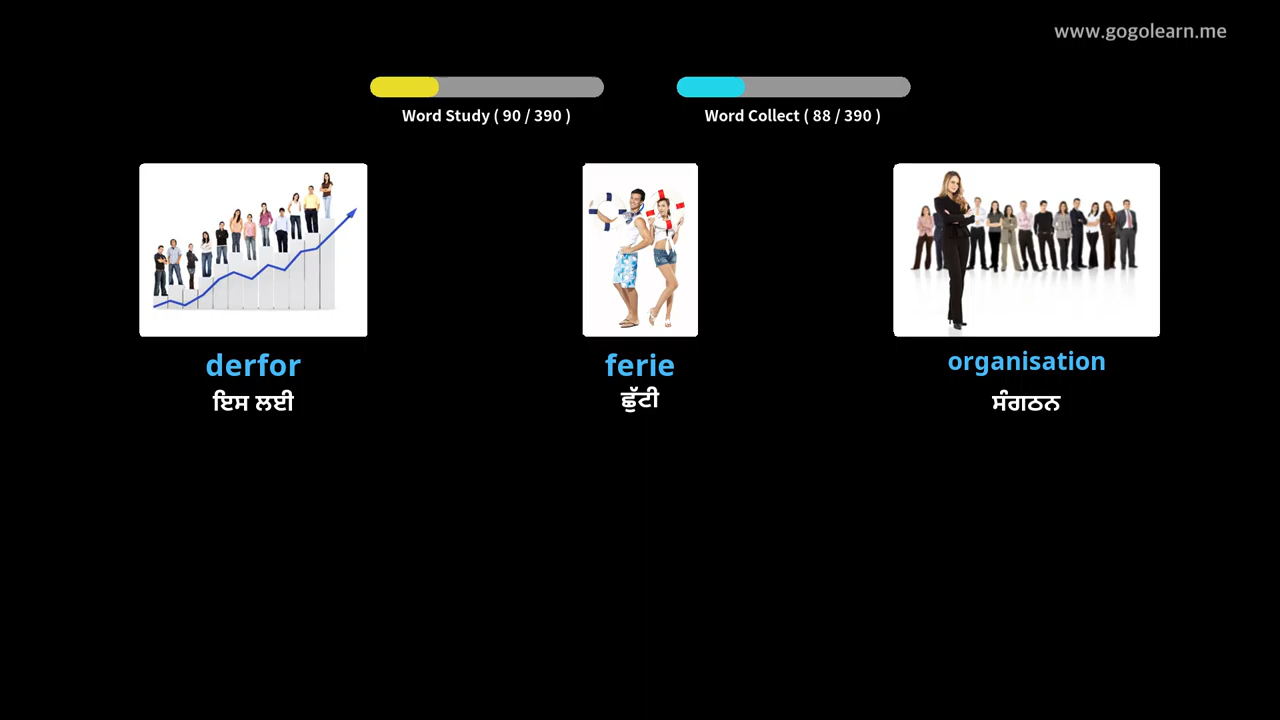 www.gogolearn.me
Word Study ( 90 / 390 )
Word Collect ( 88 / 390 )
derfor
ਇਸ ਲਈ
ferie
ਛੁੱਟੀ
organisation
ਸੰਗਠਨ